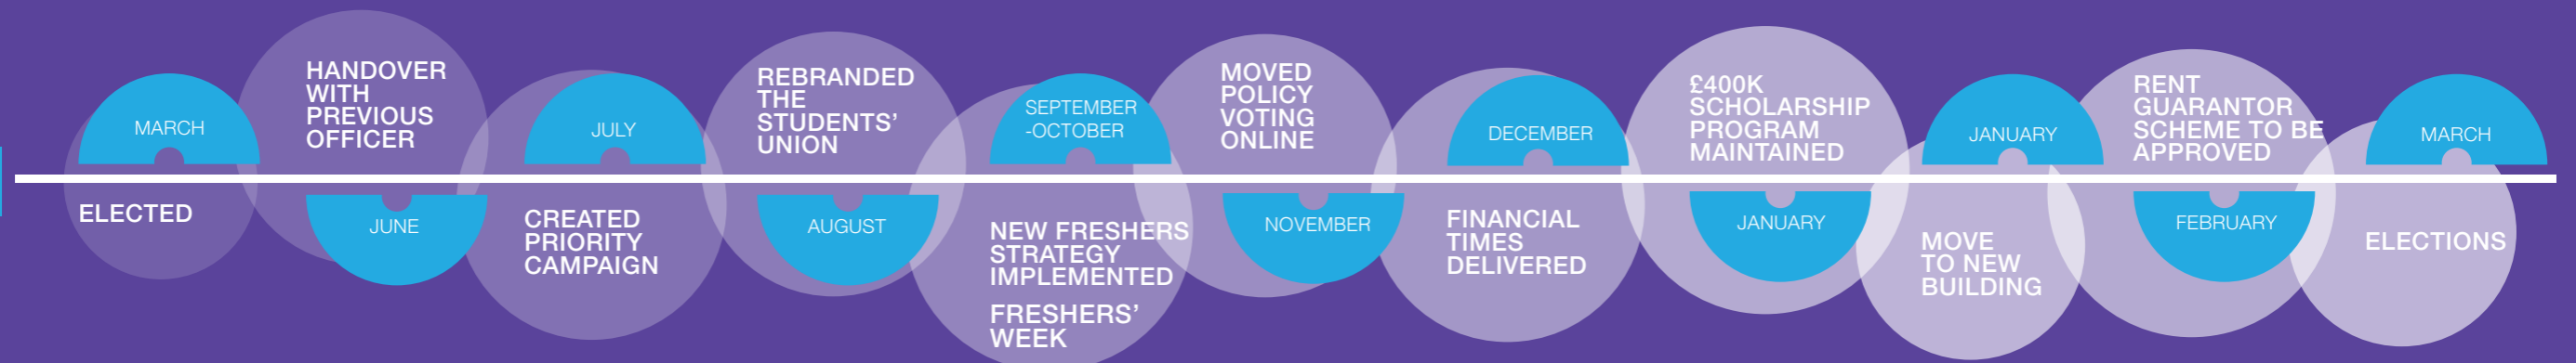 MARCH
ELECTED
HANDOVER
WITH
PREVIOUS
OFFICER
JUNE
JULY
CREATED
PRIORITY
CAMPAIGN
REBRANDED
THE
STUDENTS'
UNION
AUGUST
SEPTEMBER
-OCTOBER
NEW FRESHERS
STRATEGY
IMPLEMENTED
FRESHERS'
WEEK
MOVED
POLICY
VOTING
ONLINE
NOVEMBER
DECEMBER
FINANCIAL
TIMES
DELIVERED
£400K
SCHOLARSHIP
PROGRAM
MAINTAINED
JANUARY
JANUARY
MOVE
TO NEW
BUILDING
RENT
GUARANTOR
SCHEME TO BE
APPROVED
FEBRUARY
MARCH
ELECTIONS